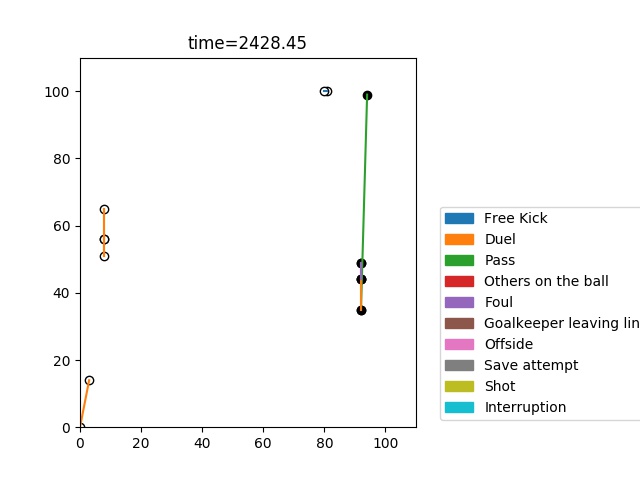 time=2428.45
100
80
60
40
20
0
0 20 40 60 80 100
Free Kick
Duel
Pass
Others on the ball
Foul
Goalkeeper leaving lin
Offside
Save attempt
Shot
Interruption